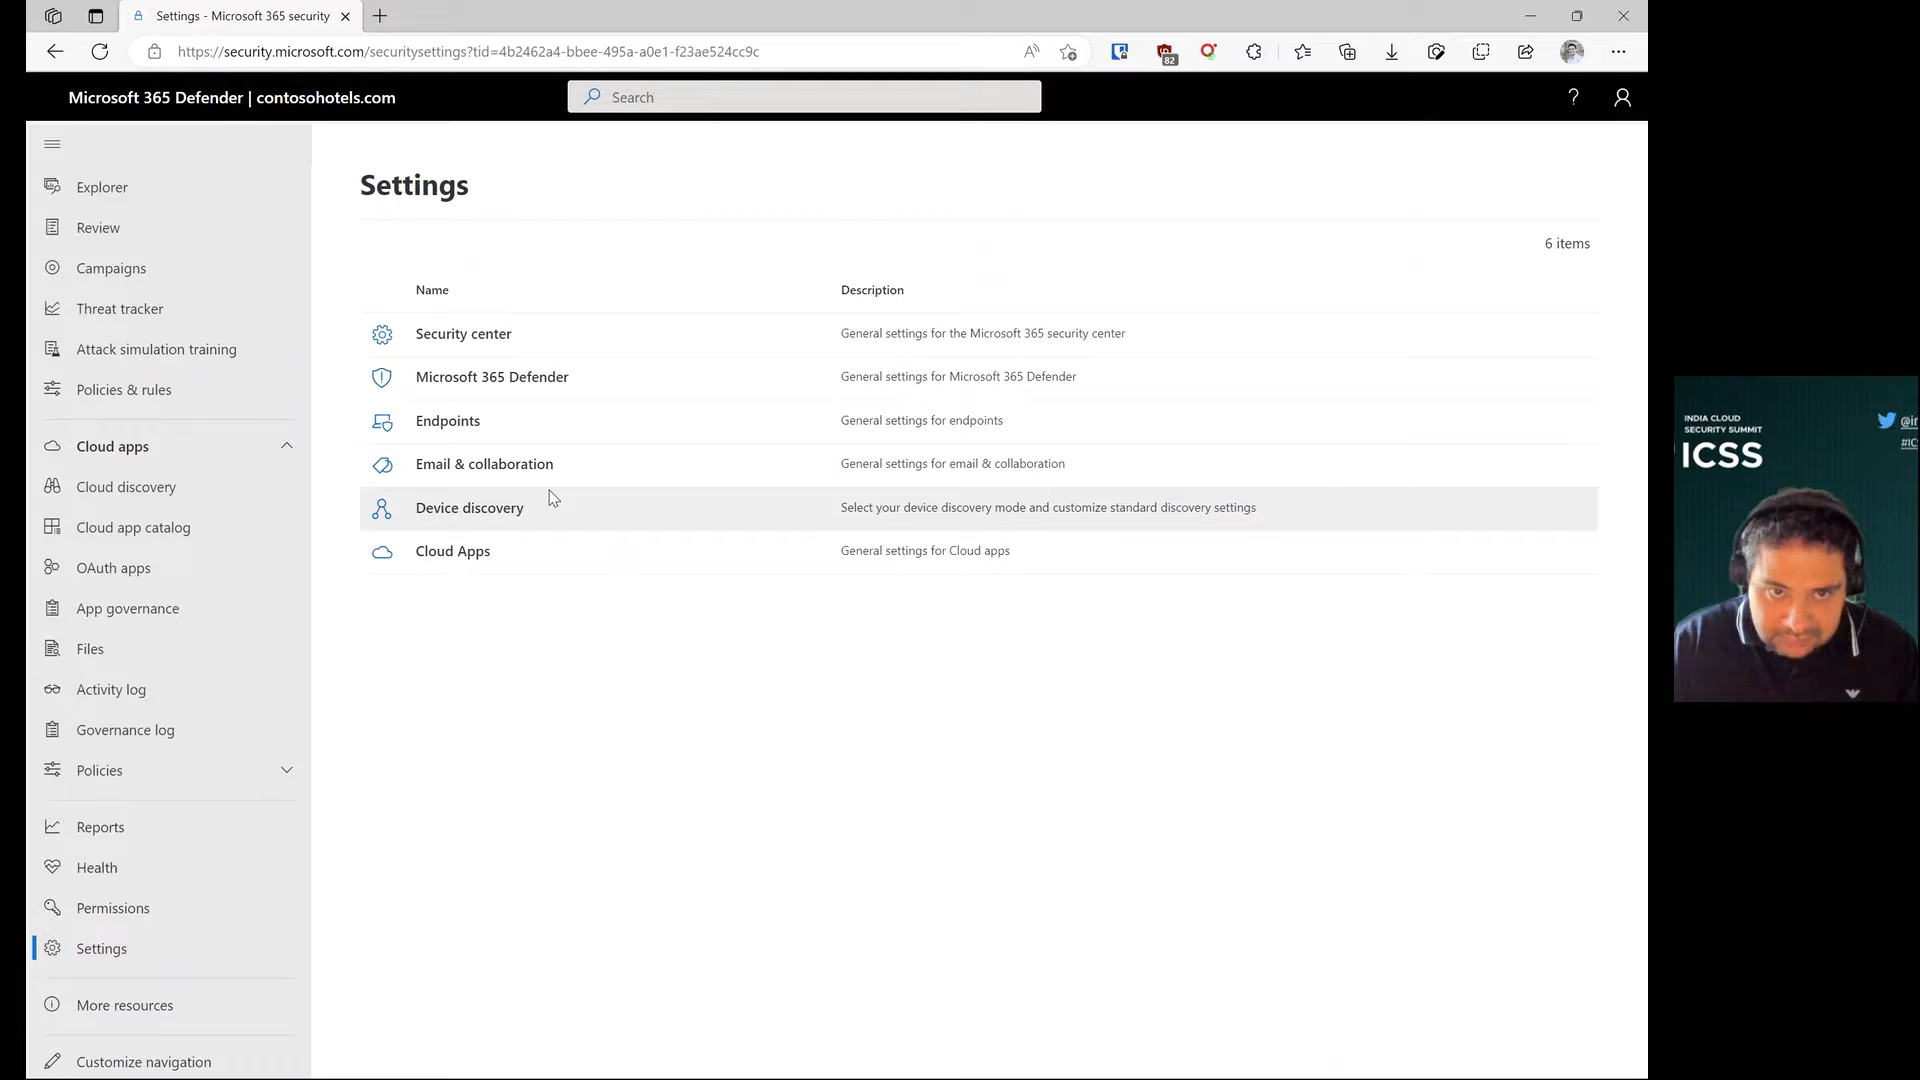 Settings - Microsoft 365 security
https://security.microsoft.com/securitysettings?tid=4b2462a4-bbee-495a-a0e1-f23ae524cc9c
82
Microsoft 365 Defender | contosohotels.com
Search
Explorer
Review
Campaigns
Threat tracker
Attack simulation training
Policies & rules
Cloud apps
Cloud discovery
Cloud app catalog
OAuth apps
App governance
Files
Activity log
Governance log
Policies
Reports
Health
Permissions
Settings
More resources
Customize navigation
Settings
6 items
Name Description
Security center General settings for the Microsoft 365 security center
Microsoft 365 Defender General settings for Microsoft 365 Defender
Endpoints General settings for endpoints
Email & collaboration General settings for email & collaboration
Device discovery Select your device discovery mode and customize standard discovery settings
Cloud Apps General settings for Cloud apps
INDIA CLOUD
SECURITY SUMMIT
ICSS